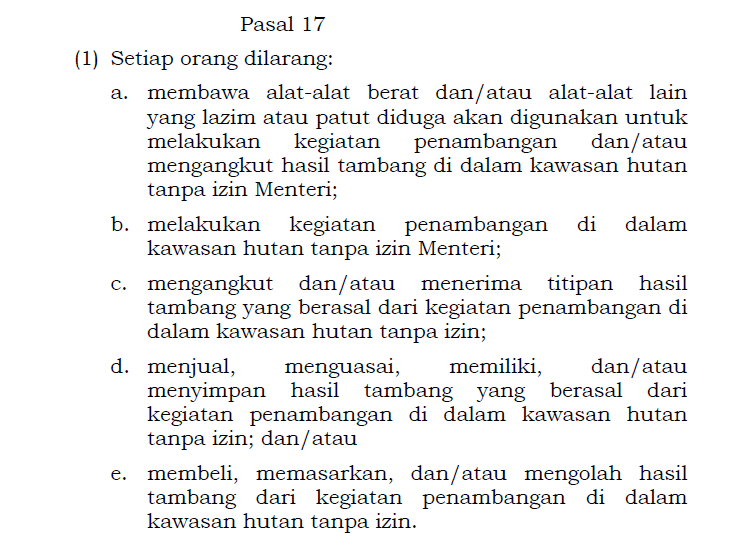 Pasal 17
(1) Setiap orang dilarang:
a. membawa alat-alat berat dan/atau alat-alat lain
yang lazim atau patut diduga akan digunakan untuk
melakukan kegiatan penambangan dan/atau
mengangkut hasil tambang di dalam kawasan hutan
tanpa izin Menteri;
b. melakukan kegiatan penambangan di dalam
kawasan hutan tanpa izin Menteri;
c. mengangkut dan/atau menerima titipan hasil
tambang yang berasal dari kegiatan penambangan di
dalam kawasan hutan tanpa izin;
d. menjual, menguasai, memiliki, dan/atau
menyimpan hasil tambang yang berasal dari
kegiatan penambangan di dalam kawasan hutan
tanpa izin; dan/atau
e. membeli, memasarkan, dan/atau mengolah hasil
tambang dari kegiatan penambangan di dalam
kawasan hutan tanpa izin.